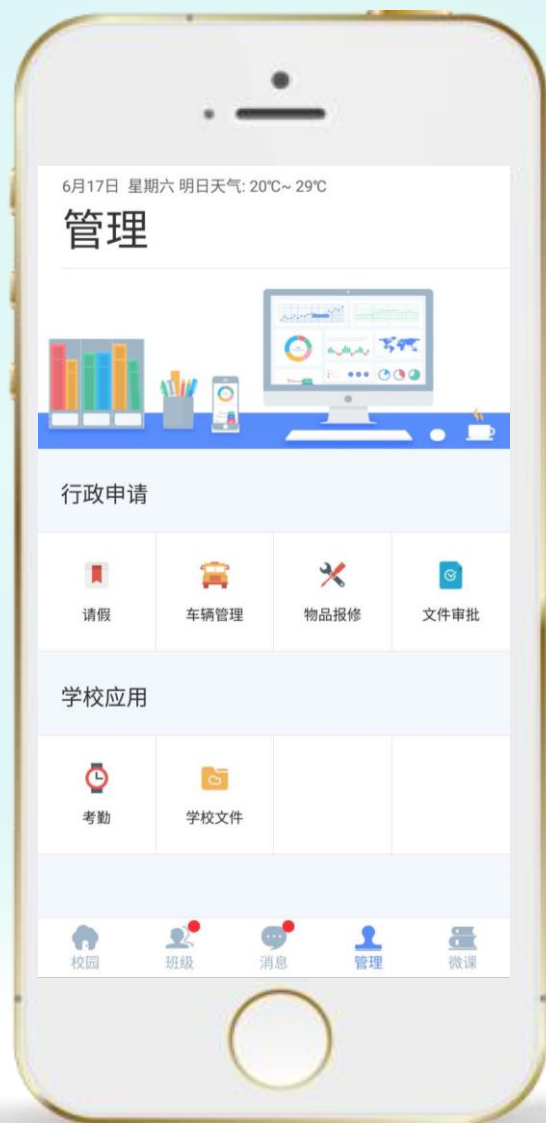 6月17日 星期六 明日天气: 20℃~ 29℃
管理
行政申请
请假 车辆管理 物品报修 文件审批
学校应用
考勤 学校文件
校园 班级 消息 管理 微课